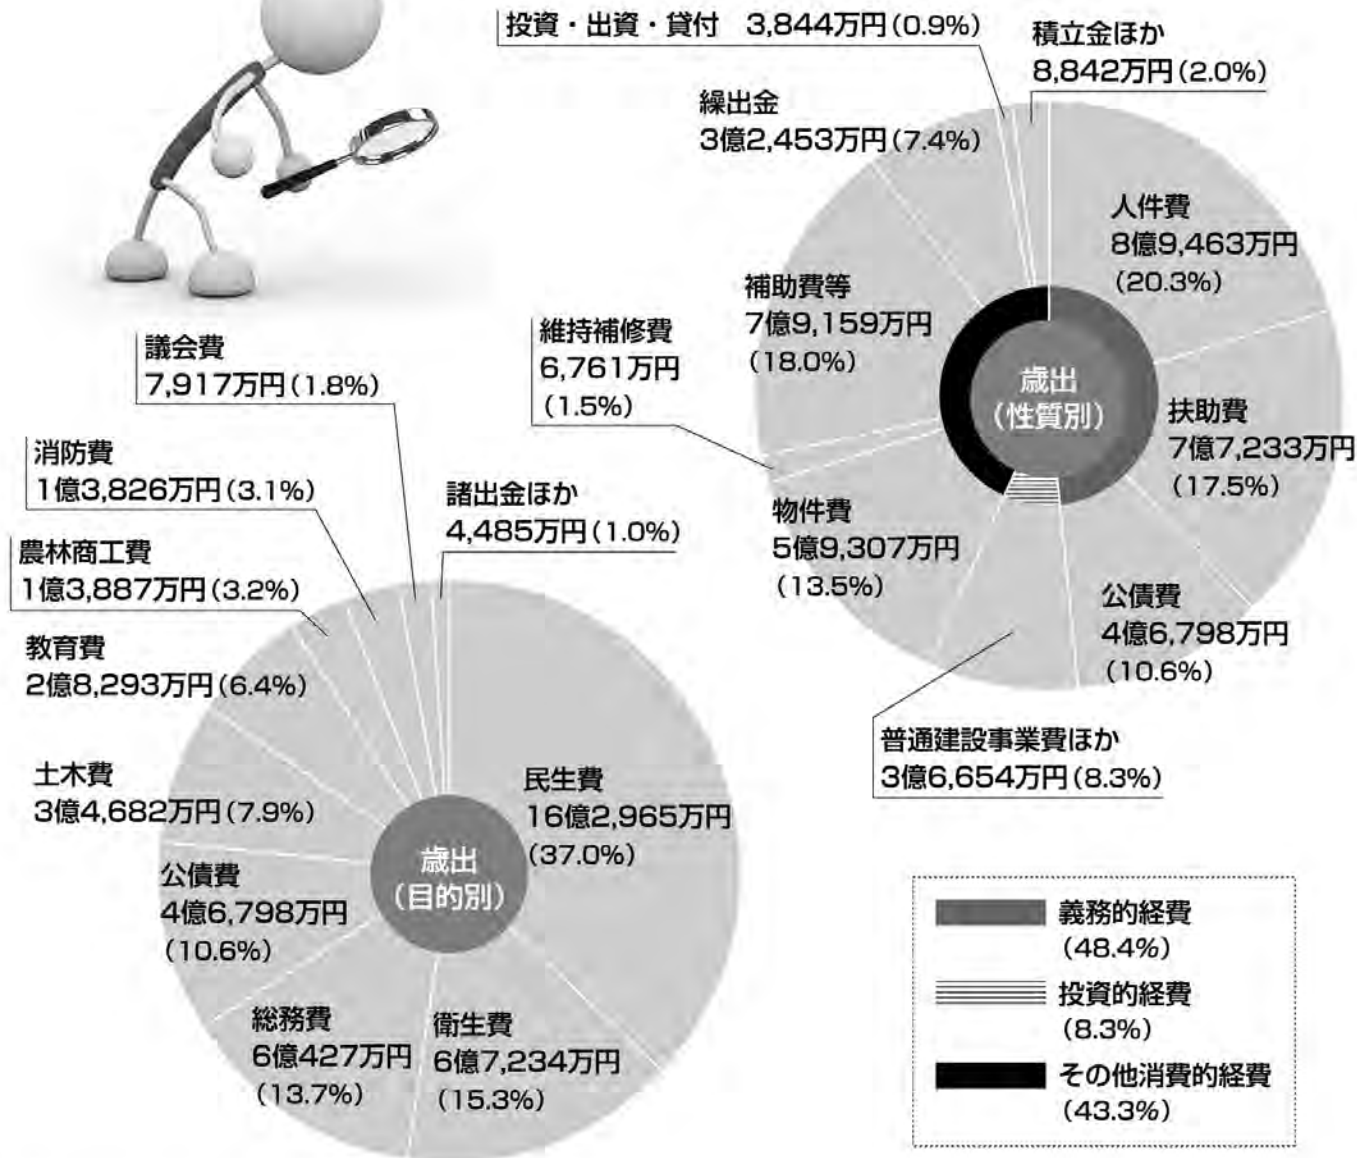 投資・出資・貸付 3,844万円(0.9%)
積立金ほか
8,842万円(2.0%)
繰出金
3億2,453万円(7.4%)
人件費
8億9,463万円
(20.3%)
補助費等
7億9,159万円
(18.0%)
維持補修費
6,761万円
(1.5%)
歳出
(性質別)
扶助費
7億7,233万円
(17.5%)
物件費
5億9,307万円
(13.5%)
公債費
4億6,798万円
(10.6%)
普通建設事業費ほか
3億6,654万円(8.3%)
議会費
7,917万円(1.8%)
消防費
1億3,826万円(3.1%)
諸出金ほか
4,485万円(1.0%)
農林商工費
1億3,887万円(3.2%)
教育費
2億8,293万円(6.4%)
土木費
3億4,682万円(7.9%)
民生費
16億2,965万円
(37.0%)
歳出
(目的別)
公債費
4億6,798万円
(10.6%)
総務費
6億427万円
(13.7%)
衛生費
6億7,234万円
(15.3%)
義務的経費
(48.4%)
投資的経費
(8.3%)
その他消費的経費
(43.3%)